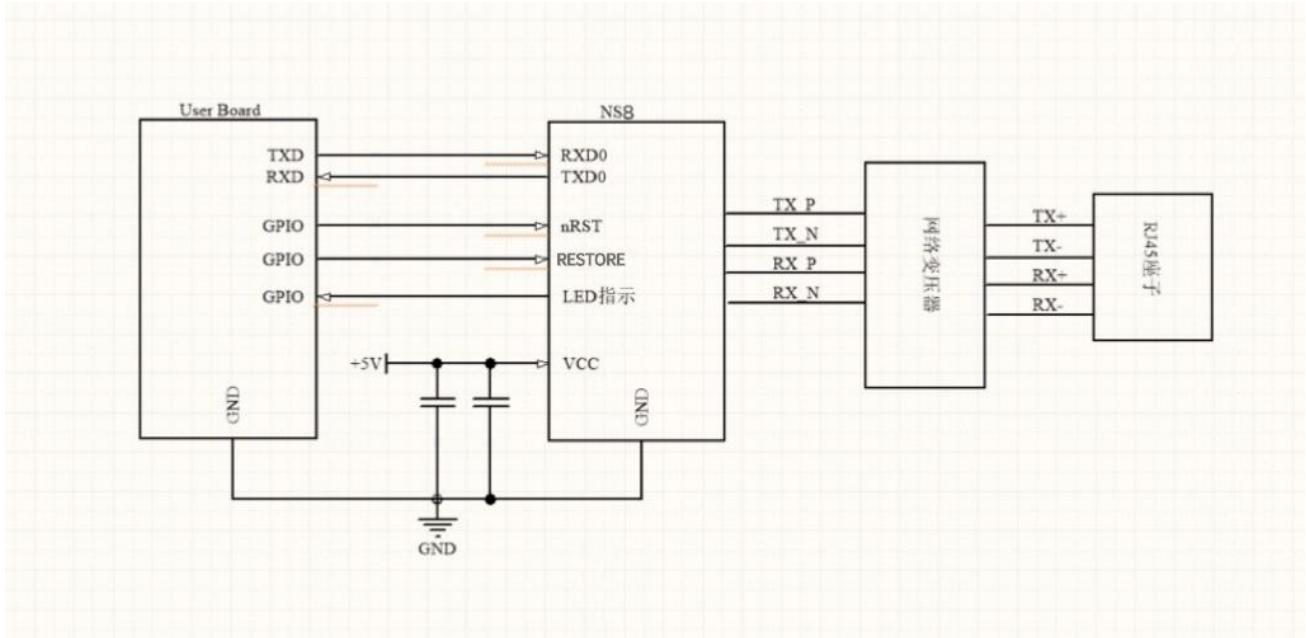 User Board
TXD
RXD
GPIO
GPIO
GPIO
GND
+5V
GND
NS8
RXD0
TXD0
nRST
RESTORE
LED指示
VCC
GND
TX_P
TX_N
RX_P
RX_N
网络变压器
TX+
TX-
RX+
RX-
RJ45座子